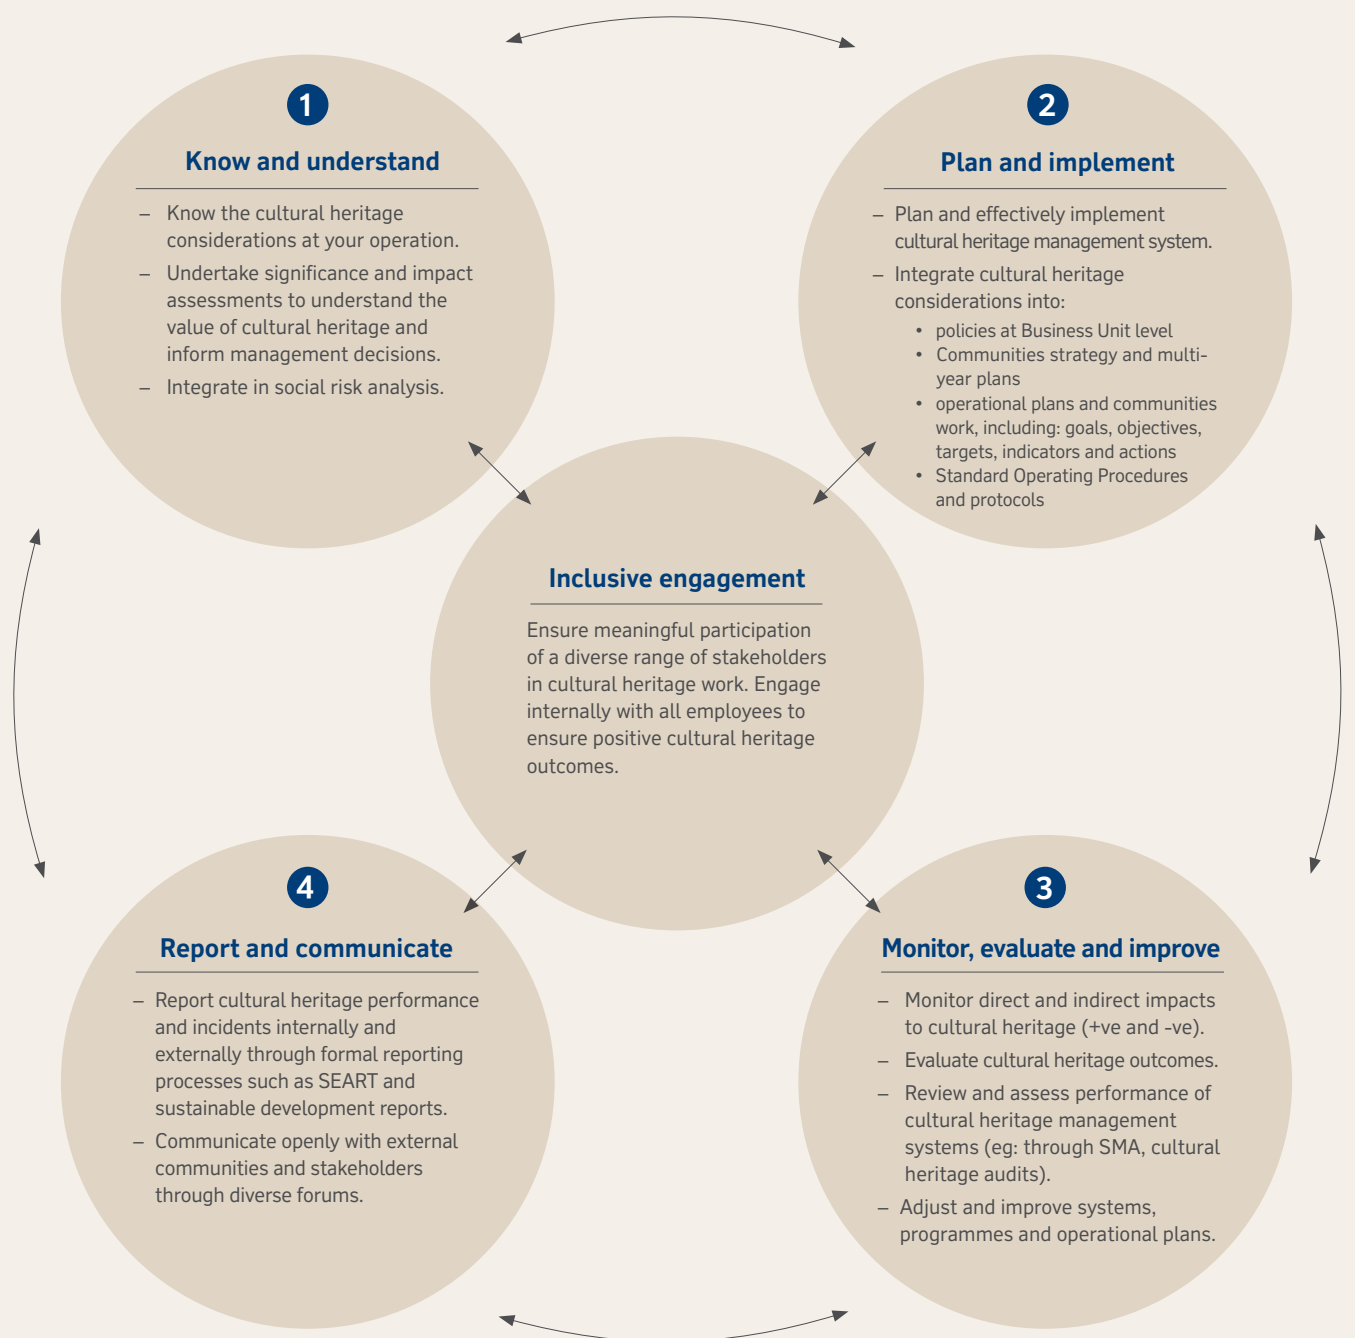 1
Know and understand
– Know the cultural heritage
considerations at your operation.
– Undertake significance and impact
assessments to understand the
value of cultural heritage and
inform management decisions.
– Integrate in social risk analysis.
2
Plan and implement
– Plan and effectively implement
cultural heritage management system.
– Integrate cultural heritage
considerations into:
• policies at Business Unit level
• Communities strategy and multi-
year plans
• operational plans and communities
work, including: goals, objectives,
targets, indicators and actions
• Standard Operating Procedures
and protocols
Inclusive engagement
Ensure meaningful participation
of a diverse range of stakeholders
in cultural heritage work. Engage
internally with all employees to
ensure positive cultural heritage
outcomes.
4
Report and communicate
– Report cultural heritage performance
and incidents internally and
externally through formal reporting
processes such as SEART and
sustainable development reports.
– Communicate openly with external
communities and stakeholders
through diverse forums.
3
Monitor, evaluate and improve
– Monitor direct and indirect impacts
to cultural heritage (+ve and -ve).
– Evaluate cultural heritage outcomes.
– Review and assess performance of
cultural heritage management
systems (eg: through SMA, cultural
heritage audits).
– Adjust and improve systems,
programmes and operational plans.